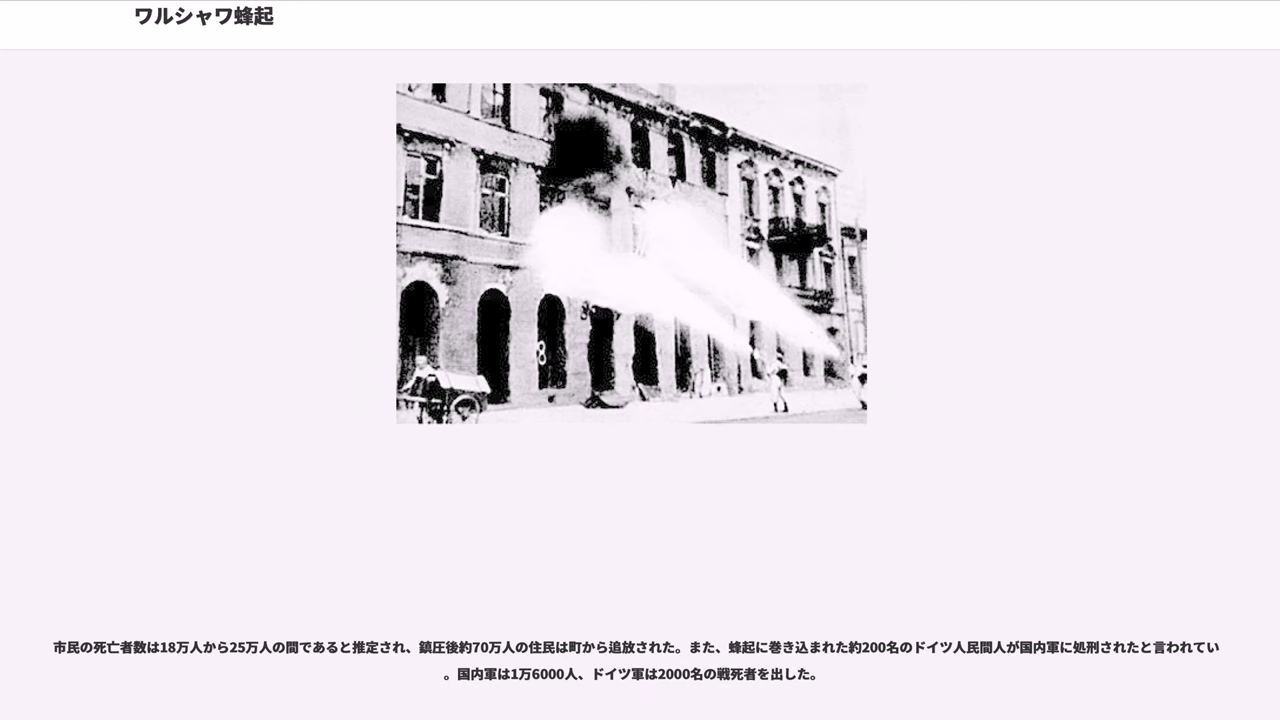 ワルシャワ蜂起
市民の死亡者数は18万人から25万人の間であると推定され、鎮圧後約70万人の住民は町から追放された。また、蜂起に巻き込まれた約200名のドイツ人民間人が国内軍に処刑されたと言われてい
。国内軍は1万6000人、ドイツ軍は2000名の戦死者を出した。